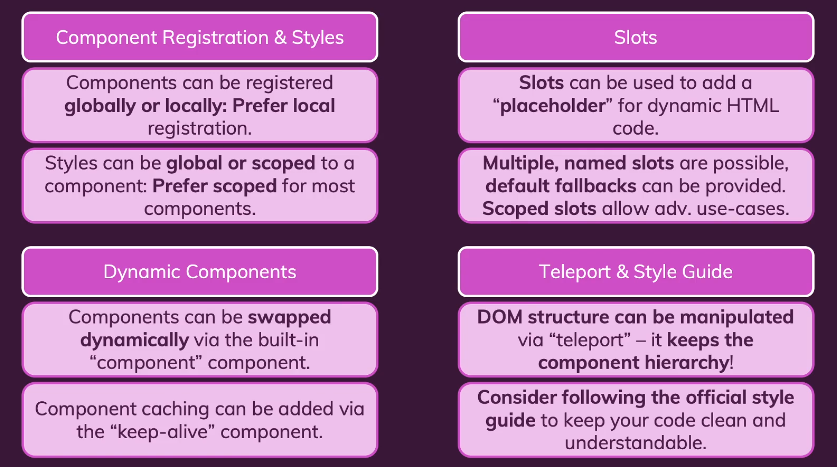 Component Registration & Styles
Components can be registered
globally or locally: Prefer local
registration.
Styles can be global or scoped to a
component: Prefer scoped for most
components.
Slots
Slots can be used to add a
“placeholder” for dynamic HTML
code.
Multiple, named slots are possible,
default fallbacks can be provided.
Scoped slots allow adv. use-cases.
Dynamic Components
Components can be swapped
dynamically via the built-in
“component” component.
Component caching can be added via
the “keep-alive” component.
Teleport & Style Guide
DOM structure can be manipulated
via “teleport” – it keeps the
component hierarchy!
Consider following the official style
guide to keep your code clean and
understandable.